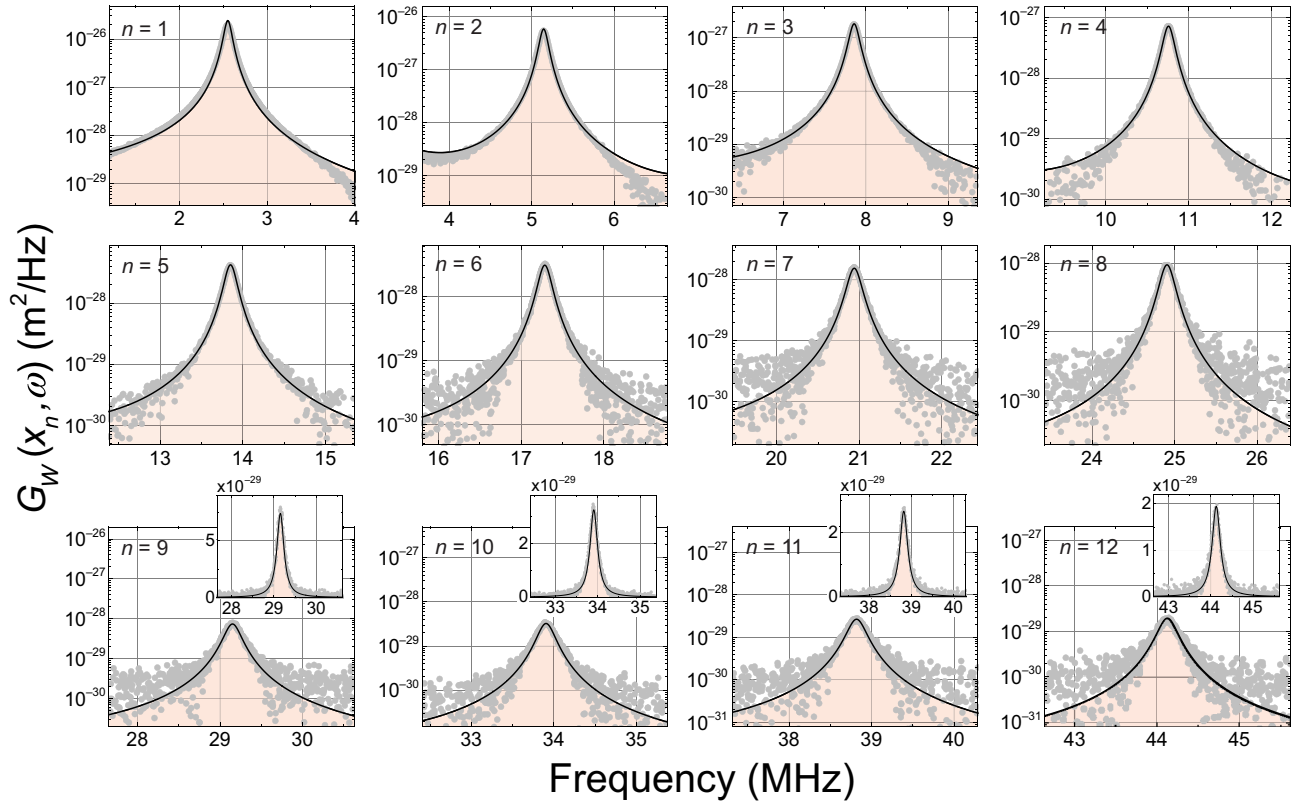 n = 1
10⁻²⁶
10⁻²⁷
10⁻²⁸
10⁻²⁹
2 3 4
n = 2
10⁻²⁶
10⁻²⁷
10⁻²⁸
10⁻²⁹
4 5 6
n = 3
10⁻²⁷
10⁻²⁸
10⁻²⁹
10⁻³⁰
7 8 9
n = 4
10⁻²⁷
10⁻²⁸
10⁻²⁹
10⁻³⁰
10 11 12
G_W (x_n, ω) (m²/Hz)
n = 5
10⁻²⁸
10⁻²⁹
10⁻³⁰
13 14 15
n = 6
10⁻²⁸
10⁻²⁹
10⁻³⁰
16 17 18
n = 7
10⁻²⁸
10⁻²⁹
10⁻³⁰
20 21 22
n = 8
10⁻²⁸
10⁻²⁹
10⁻³⁰
24 25 26
n = 9
10⁻²⁶
10⁻²⁷
10⁻²⁸
10⁻²⁹
10⁻³⁰
28 29 30
x10⁻²⁹
5
0
28 29 30
n = 10
10⁻²⁷
10⁻²⁸
10⁻²⁹
10⁻³⁰
33 34 35
x10⁻²⁹
2
0
33 34 35
n = 11
10⁻²⁷
10⁻²⁸
10⁻²⁹
10⁻³⁰
10⁻³¹
38 39 40
x10⁻²⁹
2
0
38 39 40
n = 12
10⁻²⁷
10⁻²⁸
10⁻²⁹
10⁻³⁰
10⁻³¹
43 44 45
x10⁻²⁹
2
1
0
43 44 45
Frequency (MHz)